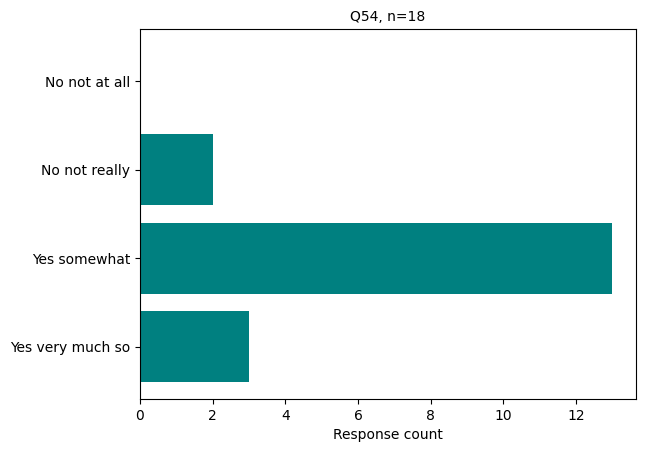 Q54, n=18
No not at all
No not really
Yes somewhat
Yes very much so
0 2 4 6 8 10 12
Response count